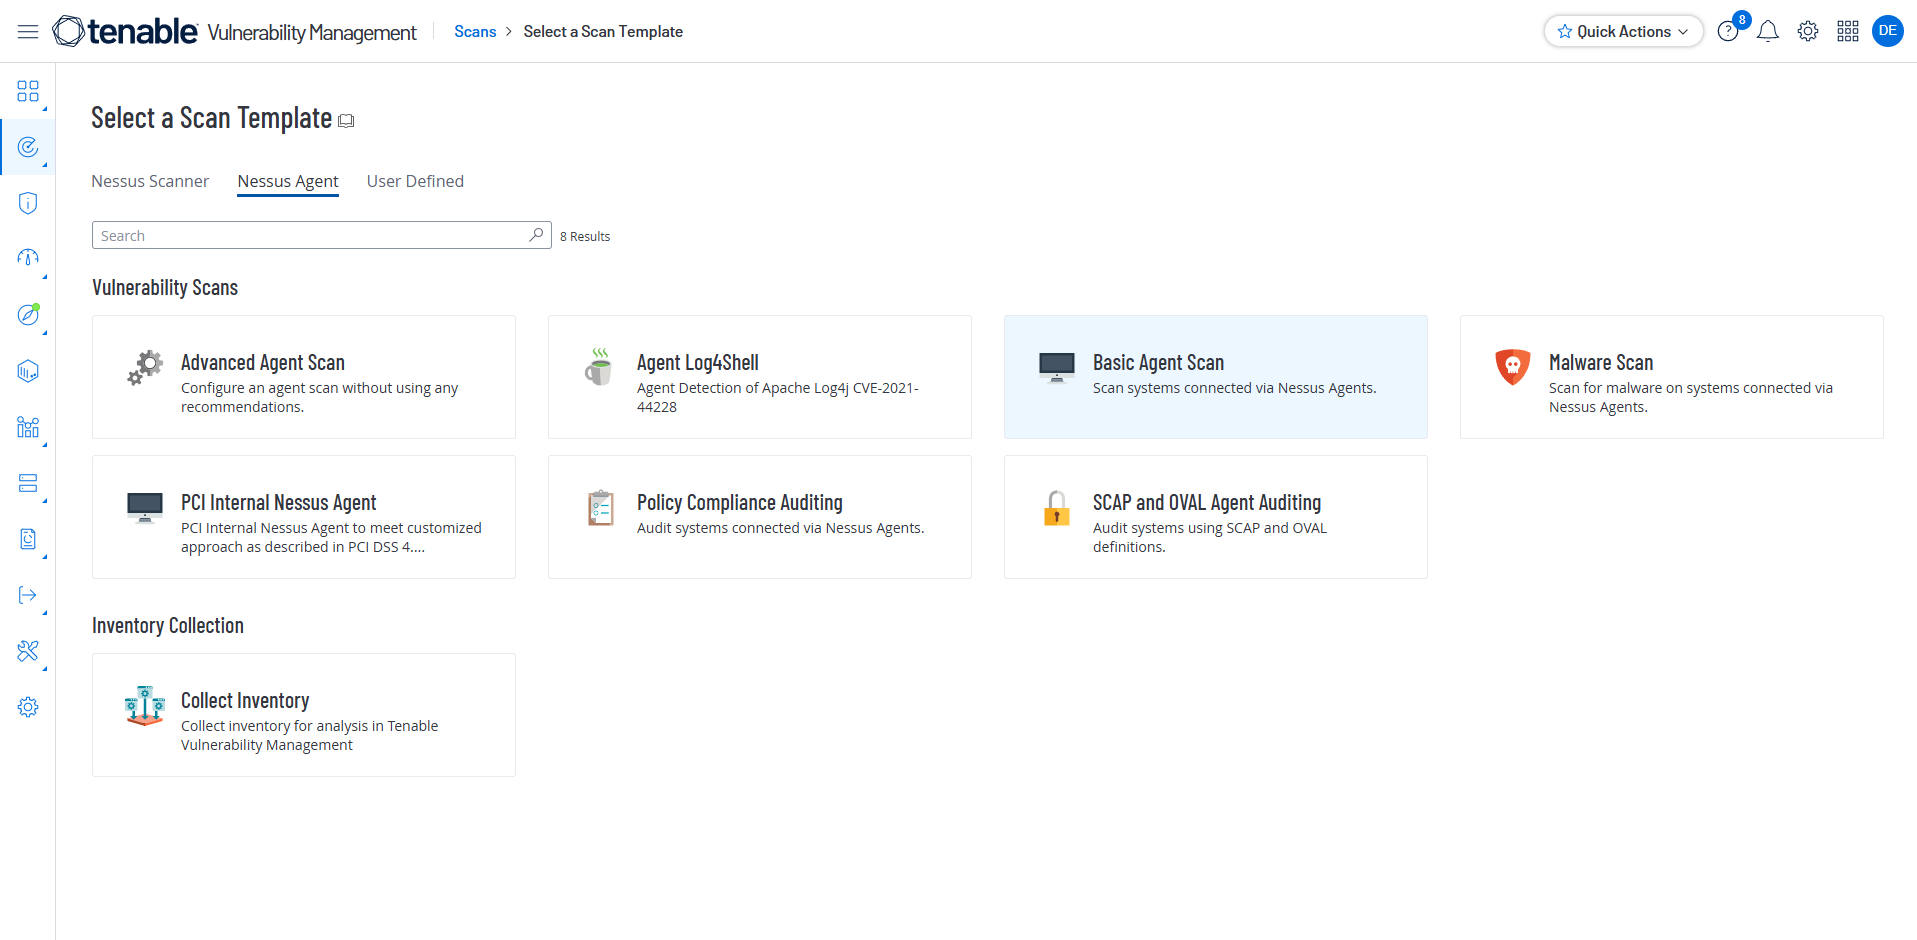 tenable Vulnerability Management Scans > Select a Scan Template Quick Actions 8 DE
Select a Scan Template
Nessus Scanner Nessus Agent User Defined
Search 8 Results
Vulnerability Scans
Advanced Agent Scan
Configure an agent scan without using any
recommendations.
Agent Log4Shell
Agent Detection of Apache Log4j CVE-2021-
44228
Basic Agent Scan
Scan systems connected via Nessus Agents.
Malware Scan
Scan for malware on systems connected via
Nessus Agents.
PCI Internal Nessus Agent
PCI Internal Nessus Agent to meet customized
approach as described in PCI DSS 4....
Policy Compliance Auditing
Audit systems connected via Nessus Agents.
SCAP and OVAL Agent Auditing
Audit systems using SCAP and OVAL
definitions.
Inventory Collection
Collect Inventory
Collect inventory for analysis in Tenable
Vulnerability Management